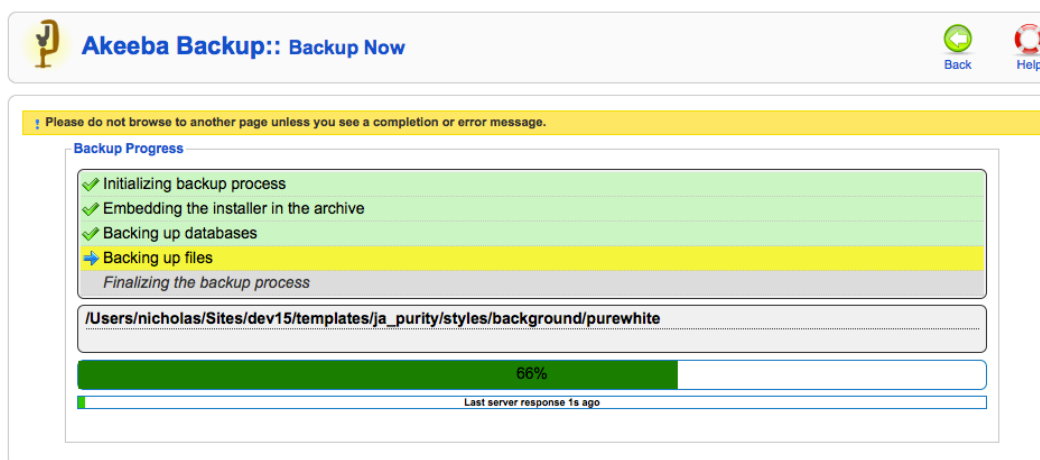 Akeeba Backup:: Backup Now
Back
Help
Please do not browse to another page unless you see a completion or error message.
Backup Progress
Initializing backup process
Embedding the installer in the archive
Backing up databases
Backing up files
Finalizing the backup process
/Users/nicholas/Sites/dev15/templates/ja_purity/styles/background/purewhite
66%
Last server response 1s ago